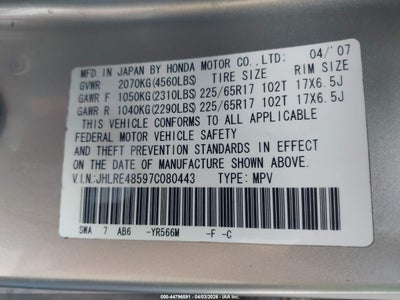 MFD. IN JAPAN BY HONDA MOTOR CO.,LTD. 04/'07
GVWR 2070KG(4560LBS) TIRE SIZE RIM SIZE
GAWR F 1050KG(2310LBS) 225/65R17 102T 17X6.5J
GAWR R 1040KG(2290LBS) 225/65R17 102T 17X6.5J
THIS VEHICLE CONFORMS TO ALL APPLICABLE
FEDERAL MOTOR VEHICLE SAFETY
AND THEFT PREVENTION STANDARDS IN EFFECT
ON THE DATE OF MANUFACTURE SHOWN ABOVE.
V.I.N.:JHLRE48597C080443 TYPE: MPV
SWA 7 AB6 -YR566M -F -C
000-44796591 - 04/03/2026 -